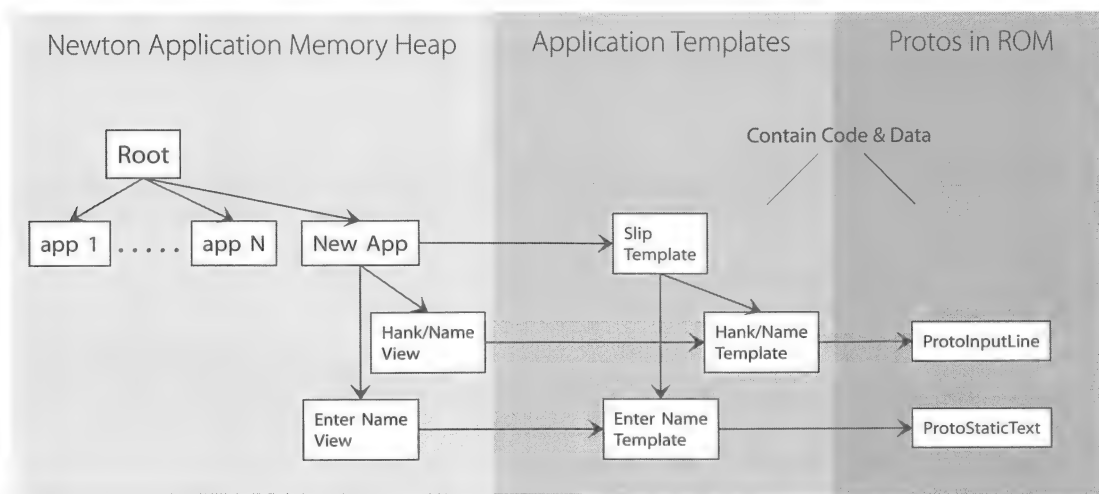 Newton Application Memory Heap
Application Templates
Protos in ROM
Contain Code & Data
Root
app 1
. . . . .
app N
New App
Slip
Template
Hank/Name
View
Hank/Name
Template
ProtoInputLine
Enter Name
View
Enter Name
Template
ProtoStaticText